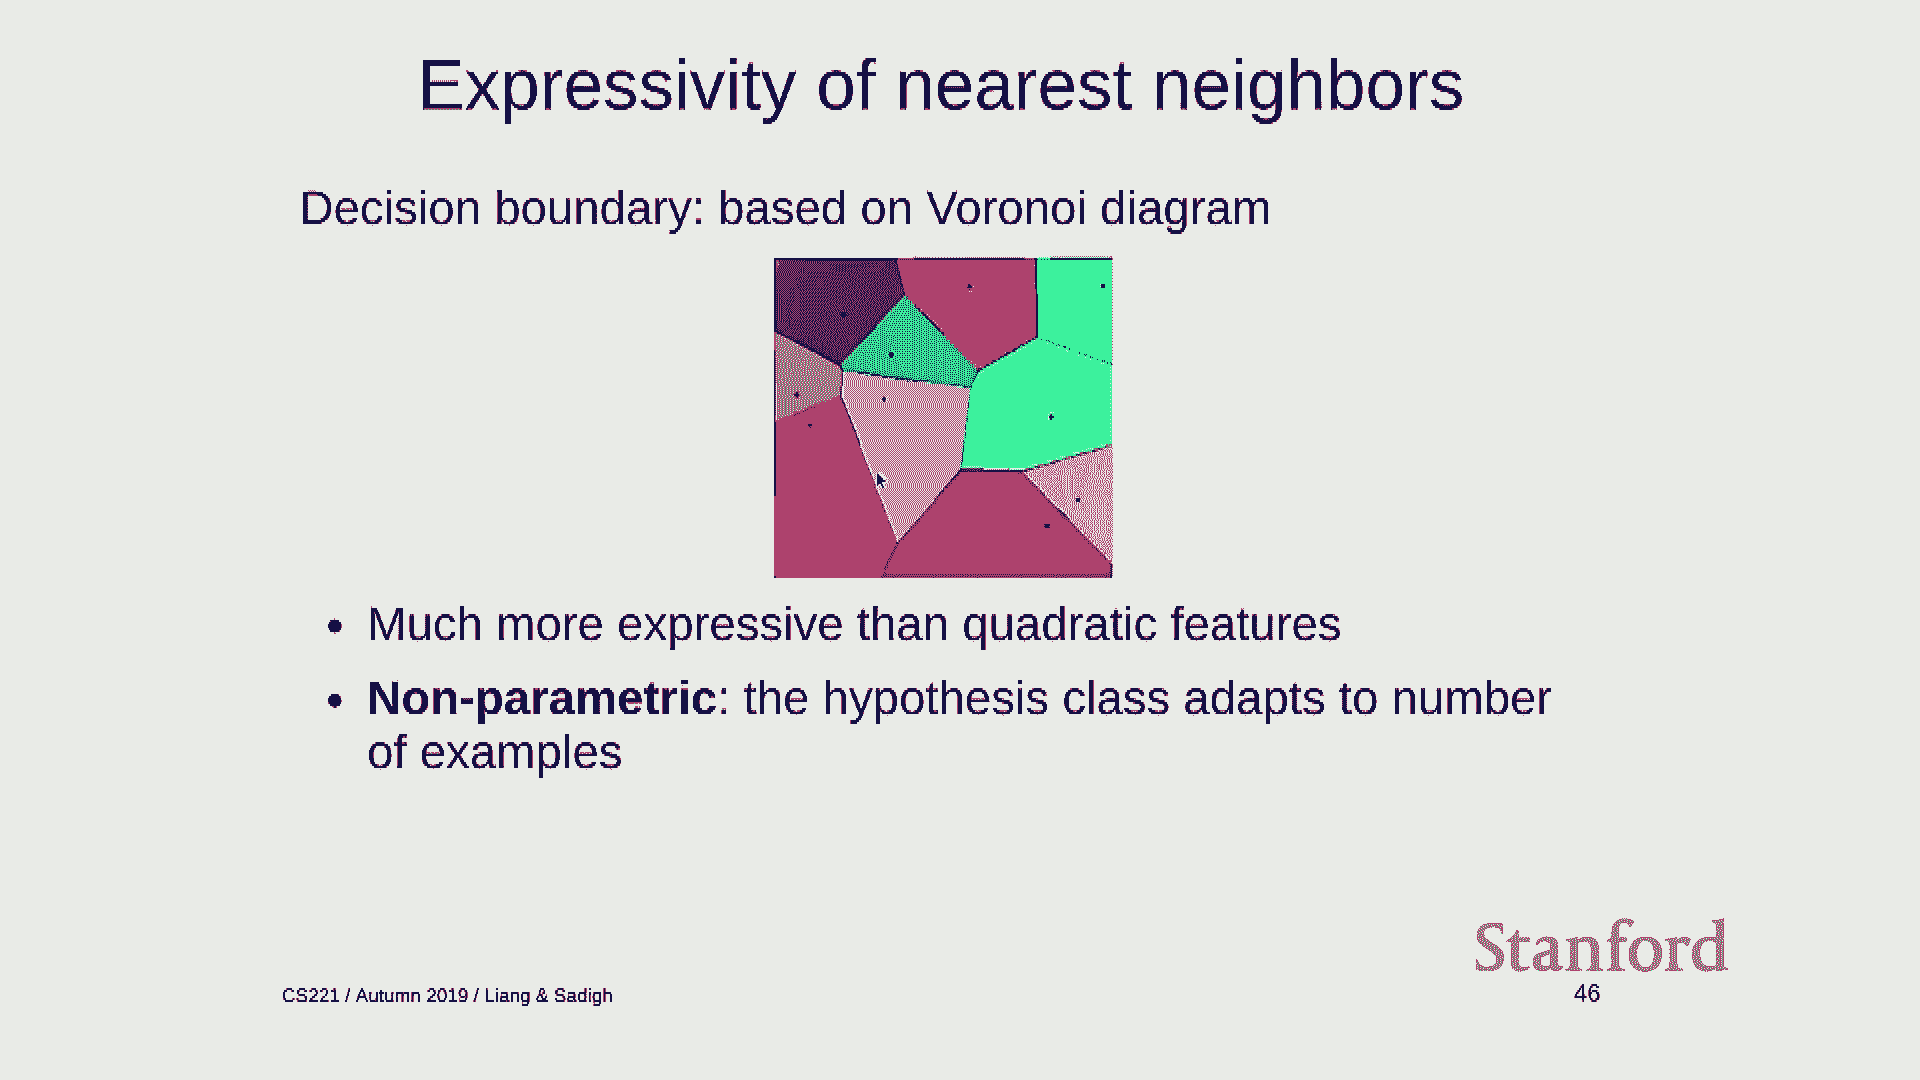 Expressivity of nearest neighbors
Decision boundary: based on Voronoi diagram
• Much more expressive than quadratic features
• Non-parametric: the hypothesis class adapts to number
of examples
Stanford
CS221 / Autumn 2019 / Liang & Sadigh
46